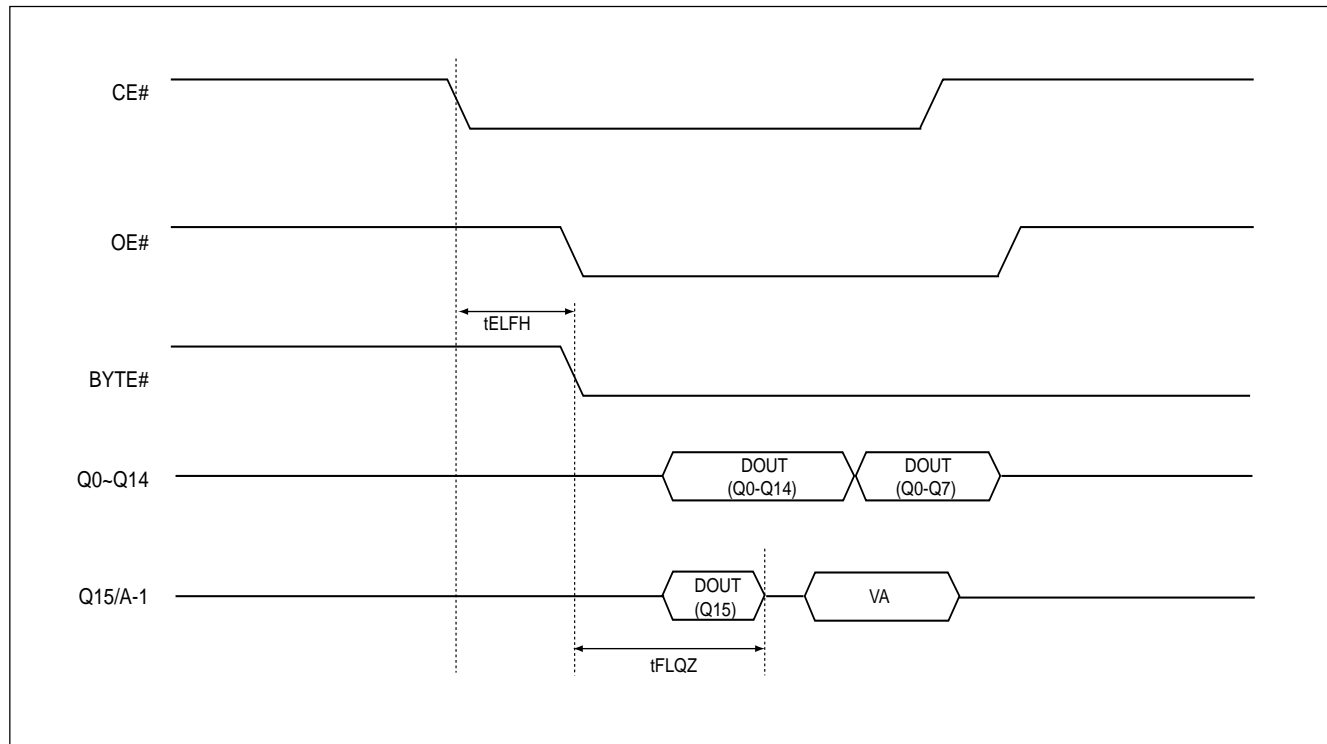 CE#
OE#
tELFH
BYTE#
Q0~Q14
DOUT
(Q0-Q14)
DOUT
(Q0-Q7)
Q15/A-1
DOUT
(Q15)
VA
tFLQZ